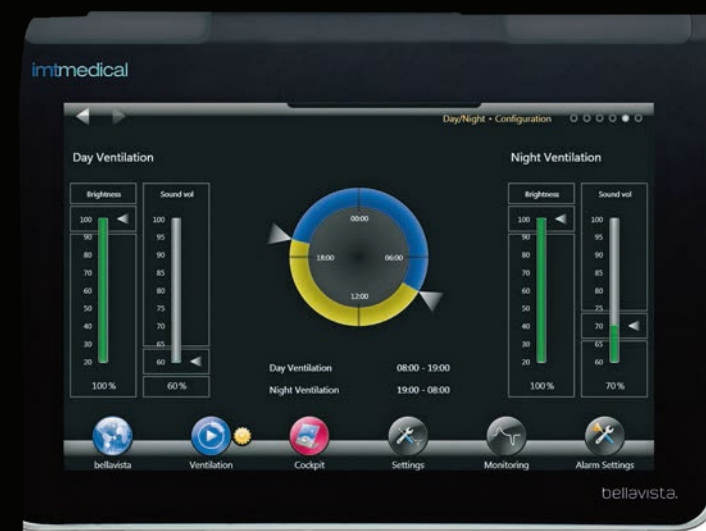 imtmedical
Day/Night • Configuration
Day Ventilation
Night Ventilation
Brightness
Sound vol
100
90
80
70
60
50
40
30
20
100 %
100
95
90
85
80
75
70
65
60
60 %
00:00
18:00
06:00
12:00
Day Ventilation 08:00 - 19:00
Night Ventilation 19:00 - 08:00
Brightness
Sound vol
100
90
80
70
60
50
40
30
20
100 %
100
95
90
85
80
75
70
65
60
70 %
bellavista
Ventilation
Cockpit
Settings
Monitoring
Alarm Settings
bellavista.